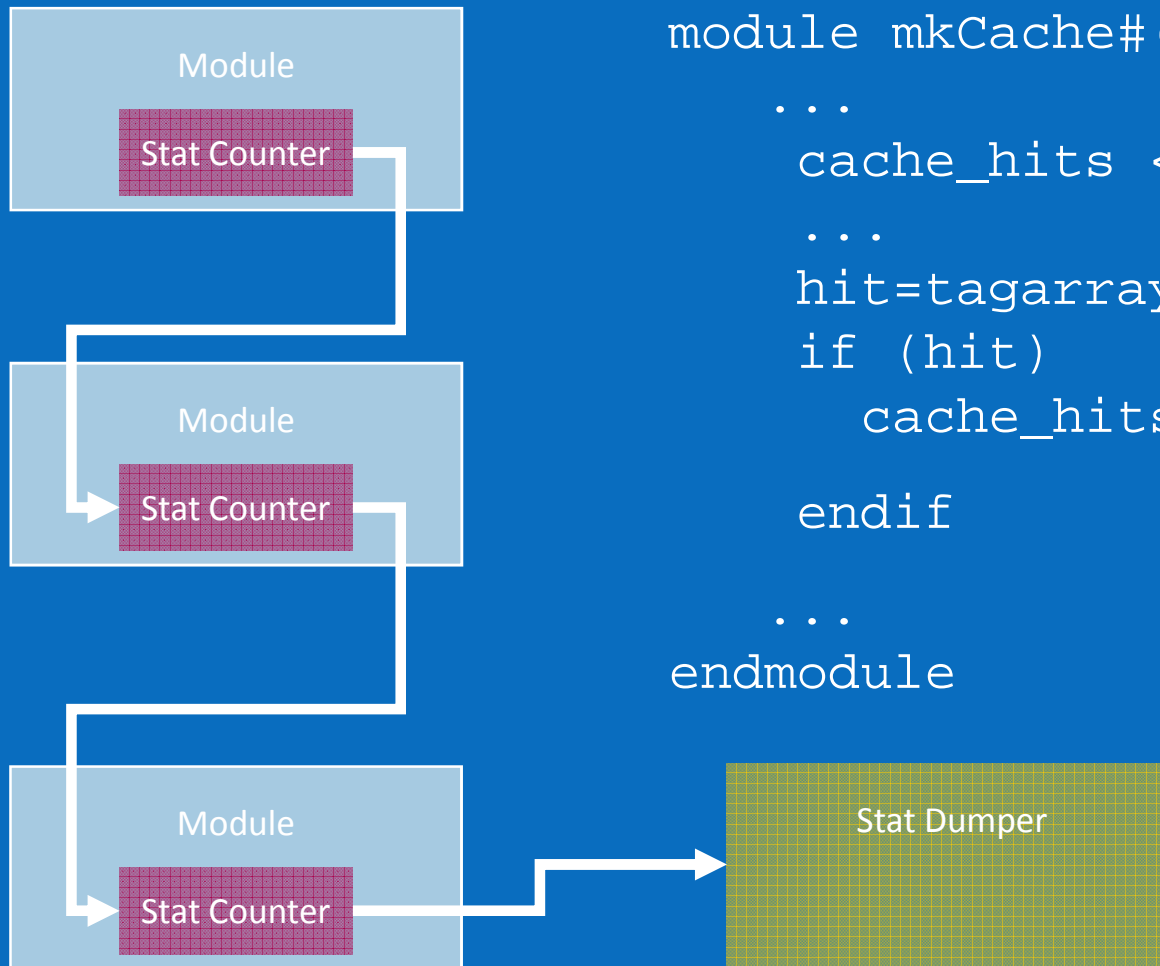 Module
Stat Counter
Module
Stat Counter
Module
Stat Counter
module mkCache#(
...
cache_hits <
...
hit=tagarray
if (hit)
cache_hits
endif
...
endmodule
Stat Dumper